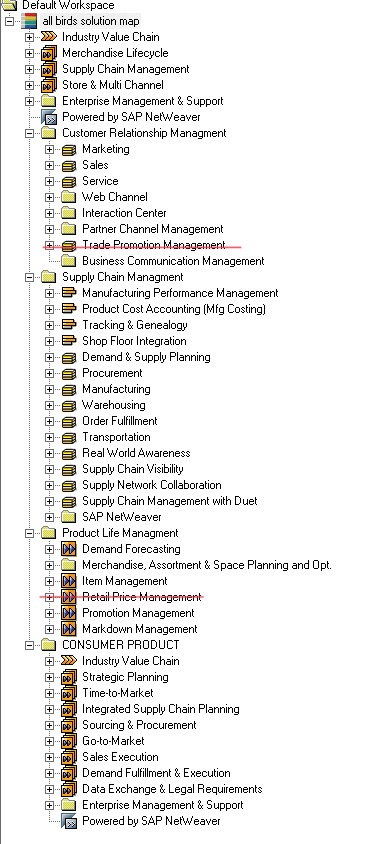 Default Workspace
all birds solution map
Industry Value Chain
Merchandise Lifecycle
Supply Chain Management
Store & Multi Channel
Enterprise Management & Support
Powered by SAP NetWeaver
Customer Relationship Managment
Marketing
Sales
Service
Web Channel
Interaction Center
Partner Channel Management
Trade Promotion Management
Business Communication Management
Supply Chain Managment
Manufacturing Performance Management
Product Cost Accounting (Mfg Costing)
Tracking & Genealogy
Shop Floor Integration
Demand & Supply Planning
Procurement
Manufacturing
Warehousing
Order Fulfillment
Transportation
Real World Awareness
Supply Chain Visibility
Supply Network Collaboration
Supply Chain Management with Duet
SAP NetWeaver
Product Life Managment
Demand Forecasting
Merchandise, Assortment & Space Planning and Opt.
Item Management
Retail Price Management
Promotion Management
Markdown Management
CONSUMER PRODUCT
Industry Value Chain
Strategic Planning
Time-to-Market
Integrated Supply Chain Planning
Sourcing & Procurement
Go-to-Market
Sales Execution
Demand Fulfillment & Execution
Data Exchange & Legal Requirements
Enterprise Management & Support
Powered by SAP NetWeaver